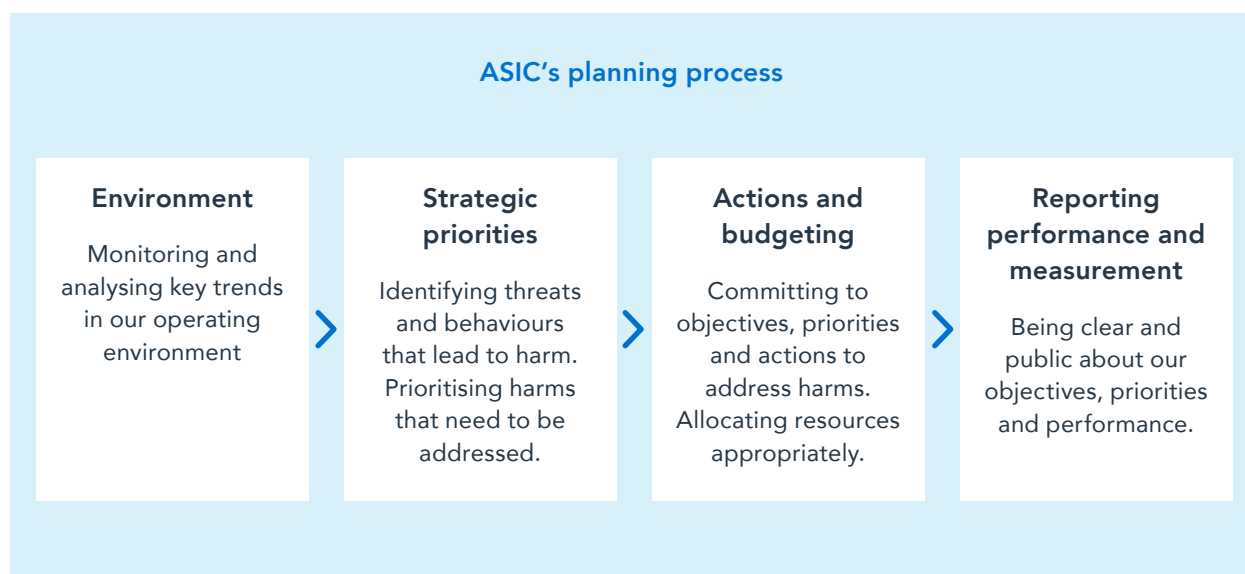 ASIC’s planning process
Environment
Monitoring and
analysing key trends
in our operating
environment
Strategic
priorities
Identifying threats
and behaviours
that lead to harm.
Prioritising harms
that need to be
addressed.
Actions and
budgeting
Committing to
objectives, priorities
and actions to
address harms.
Allocating resources
appropriately.
Reporting
performance and
measurement
Being clear and
public about our
objectives, priorities
and performance.